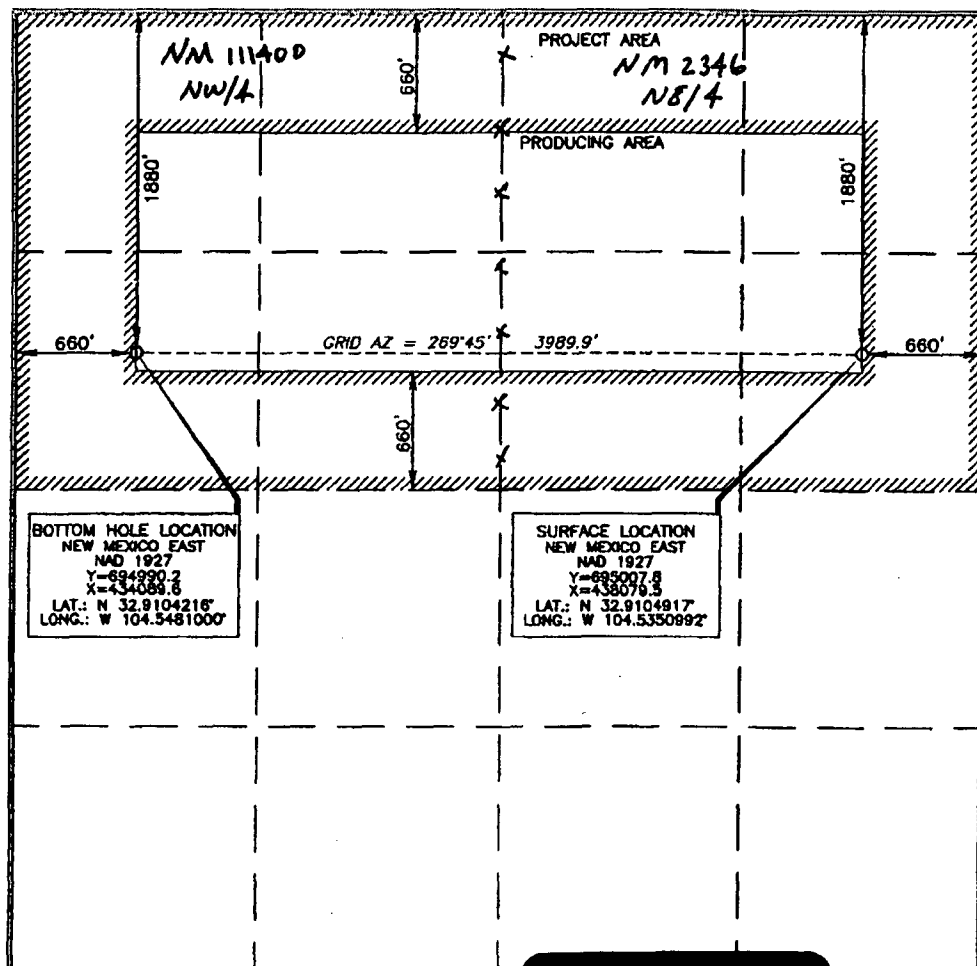 NM 111400
NW/4
PROJECT AREA
NM 2346
NE/4
660'
PRODUCING AREA
1880'
1880'
660'
GRID AZ = 269°45'
3989.9'
660'
660'
BOTTOM HOLE LOCATION
NEW MEXICO EAST
NAD 1927
Y=694990.2
X=434089.6
LAT.: N 32.9104216°
LONG.: W 104.5481000°
SURFACE LOCATION
NEW MEXICO EAST
NAD 1927
Y=695007.8
X=438079.5
LAT.: N 32.9104917°
LONG.: W 104.5350992°